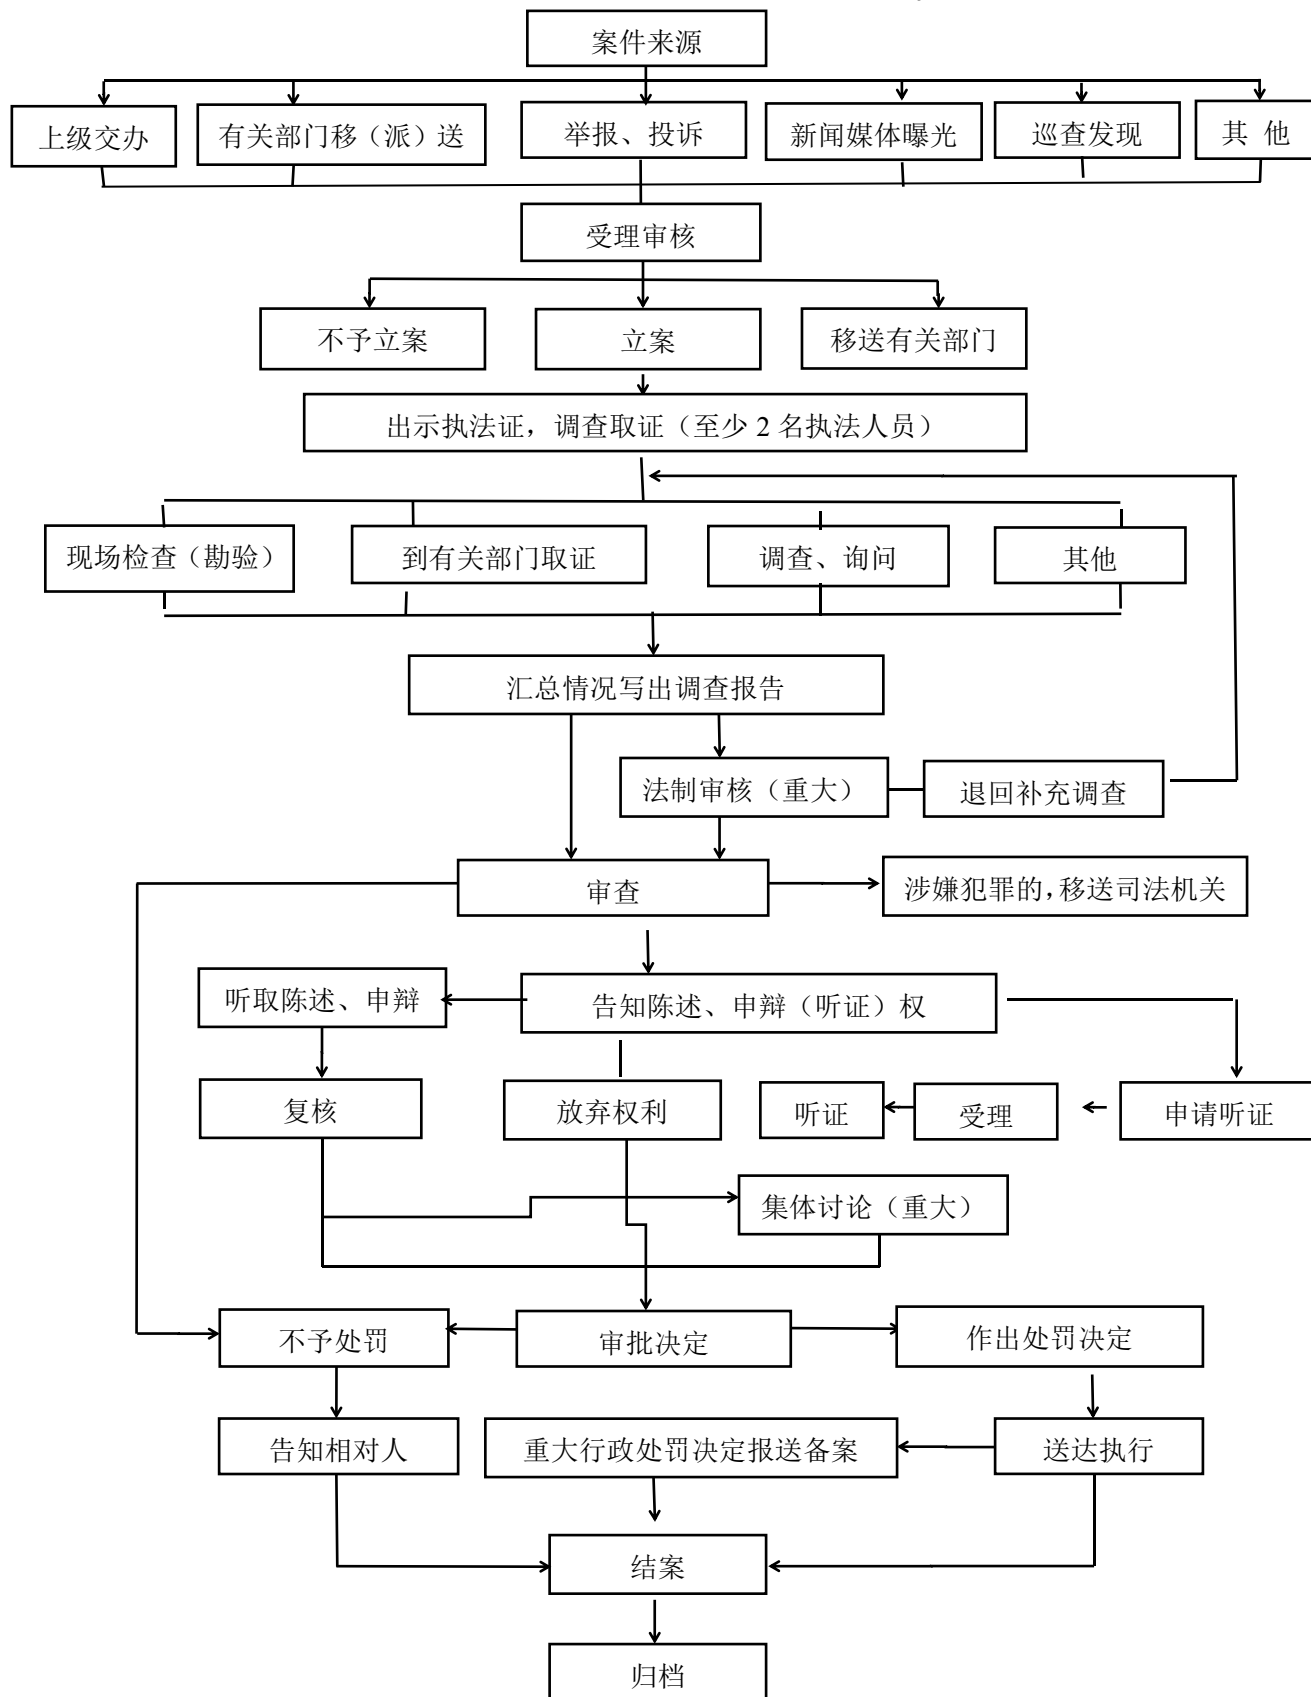 案件来源
上级交办
有关部门移（派）送
举报、投诉
新闻媒体曝光
巡查发现
其 他
受理审核
不予立案
立案
移送有关部门
出示执法证，调查取证（至少 2 名执法人员）
现场检查（勘验）
到有关部门取证
调查、询问
其他
汇总情况写出调查报告
法制审核（重大）
退回补充调查
审查
涉嫌犯罪的，移送司法机关
听取陈述、申辩
告知陈述、申辩（听证）权
复核
放弃权利
听证
受理
申请听证
集体讨论（重大）
不予处罚
审批决定
作出处罚决定
告知相对人
重大行政处罚决定报送备案
送达执行
结案
归档